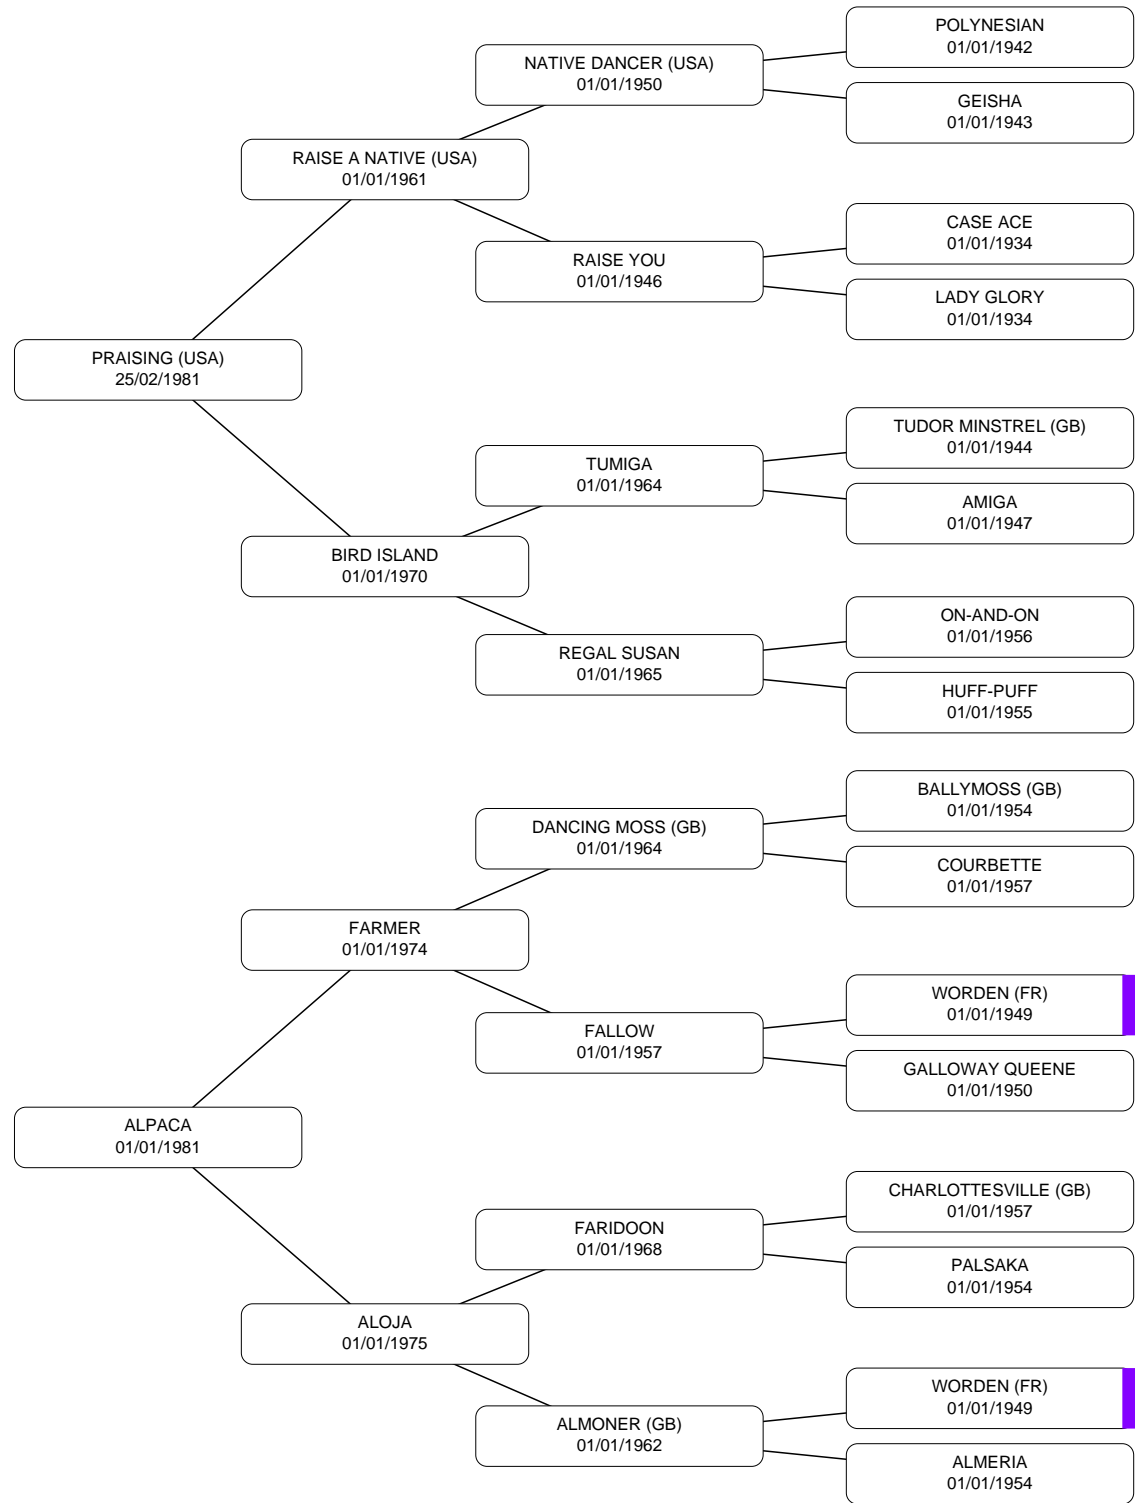 POLYNESIAN
01/01/1942
NATIVE DANCER (USA)
01/01/1950
GEISHA
01/01/1943
RAISE A NATIVE (USA)
01/01/1961
CASE ACE
01/01/1934
RAISE YOU
01/01/1946
LADY GLORY
01/01/1934
PRAISING (USA)
25/02/1981
TUDOR MINSTREL (GB)
01/01/1944
TUMIGA
01/01/1964
AMIGA
01/01/1947
BIRD ISLAND
01/01/1970
ON-AND-ON
01/01/1956
REGAL SUSAN
01/01/1965
HUFF-PUFF
01/01/1955
BALLYMOSS (GB)
01/01/1954
DANCING MOSS (GB)
01/01/1964
COURBETTE
01/01/1957
FARMER
01/01/1974
WORDEN (FR)
01/01/1949
FALLOW
01/01/1957
GALLOWAY QUEENE
01/01/1950
ALPACA
01/01/1981
CHARLOTTESVILLE (GB)
01/01/1957
FARIDOON
01/01/1968
PALSAKA
01/01/1954
ALOJA
01/01/1975
WORDEN (FR)
01/01/1949
ALMONER (GB)
01/01/1962
ALMERIA
01/01/1954